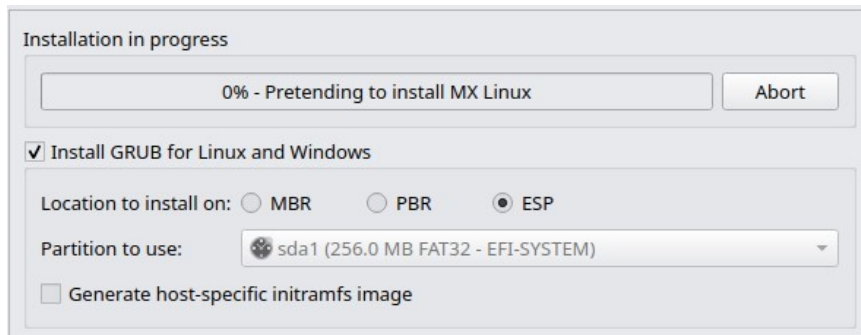 Installation in progress
0% - Pretending to install MX Linux Abort
Install GRUB for Linux and Windows
Location to install on: MBR PBR ESP
Partition to use: sda1 (256.0 MB FAT32 - EFI-SYSTEM)
Generate host-specific initramfs image